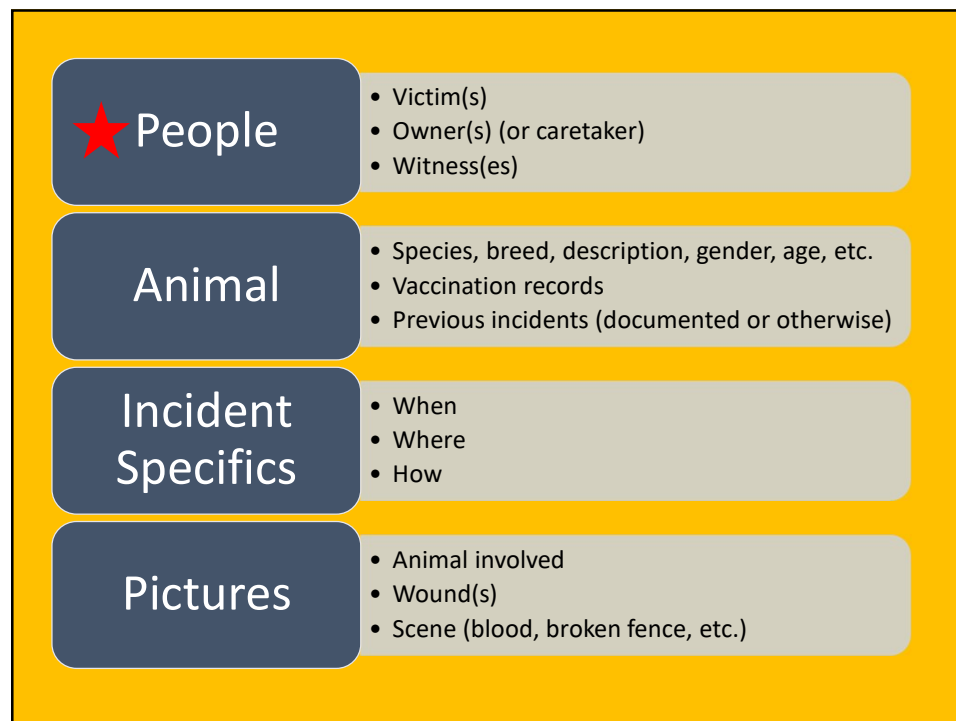 People
• Victim(s)
• Owner(s) (or caretaker)
• Witness(es)
Animal
• Species, breed, description, gender, age, etc.
• Vaccination records
• Previous incidents (documented or otherwise)
Incident
Specifics
• When
• Where
• How
Pictures
• Animal involved
• Wound(s)
• Scene (blood, broken fence, etc.)